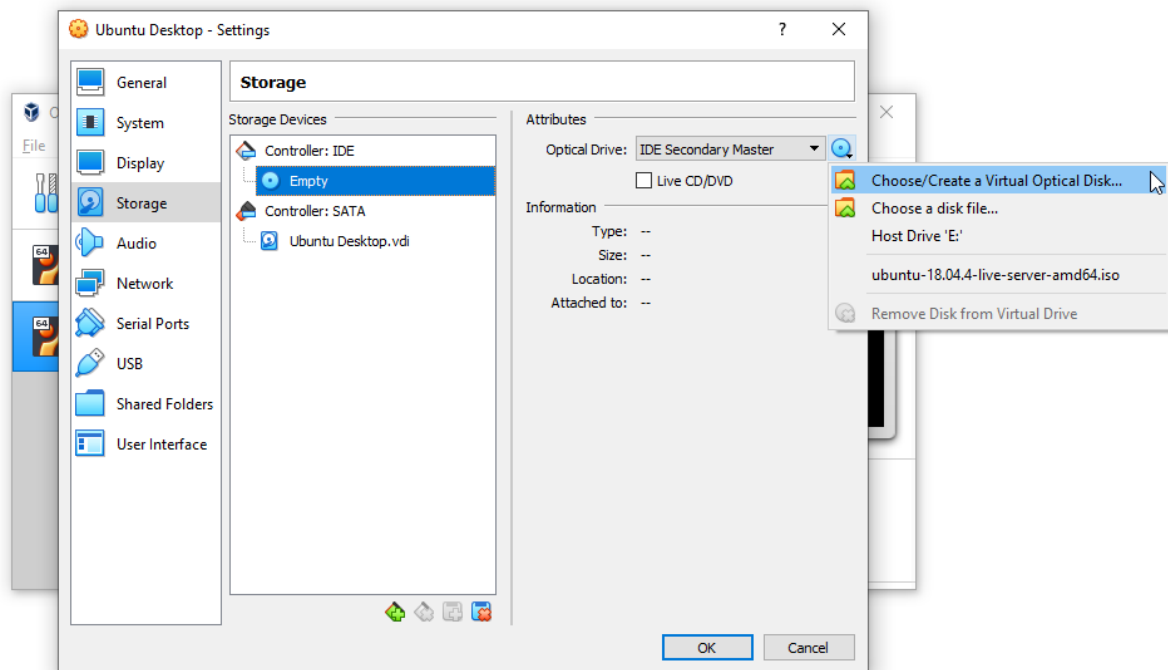 Ubuntu Desktop - Settings
?
General
System
Display
Storage
Audio
Network
Serial Ports
USB
Shared Folders
User Interface
File
64
64
Storage
Storage Devices
Controller: IDE
Empty
Controller: SATA
Ubuntu Desktop.vdi
Attributes
Optical Drive: IDE Secondary Master
Live CD/DVD
Information
Type: --
Size: --
Location: --
Attached to: --
Choose/Create a Virtual Optical Disk...
Choose a disk file...
Host Drive 'E:'
ubuntu-18.04.4-live-server-amd64.iso
Remove Disk from Virtual Drive
OK
Cancel